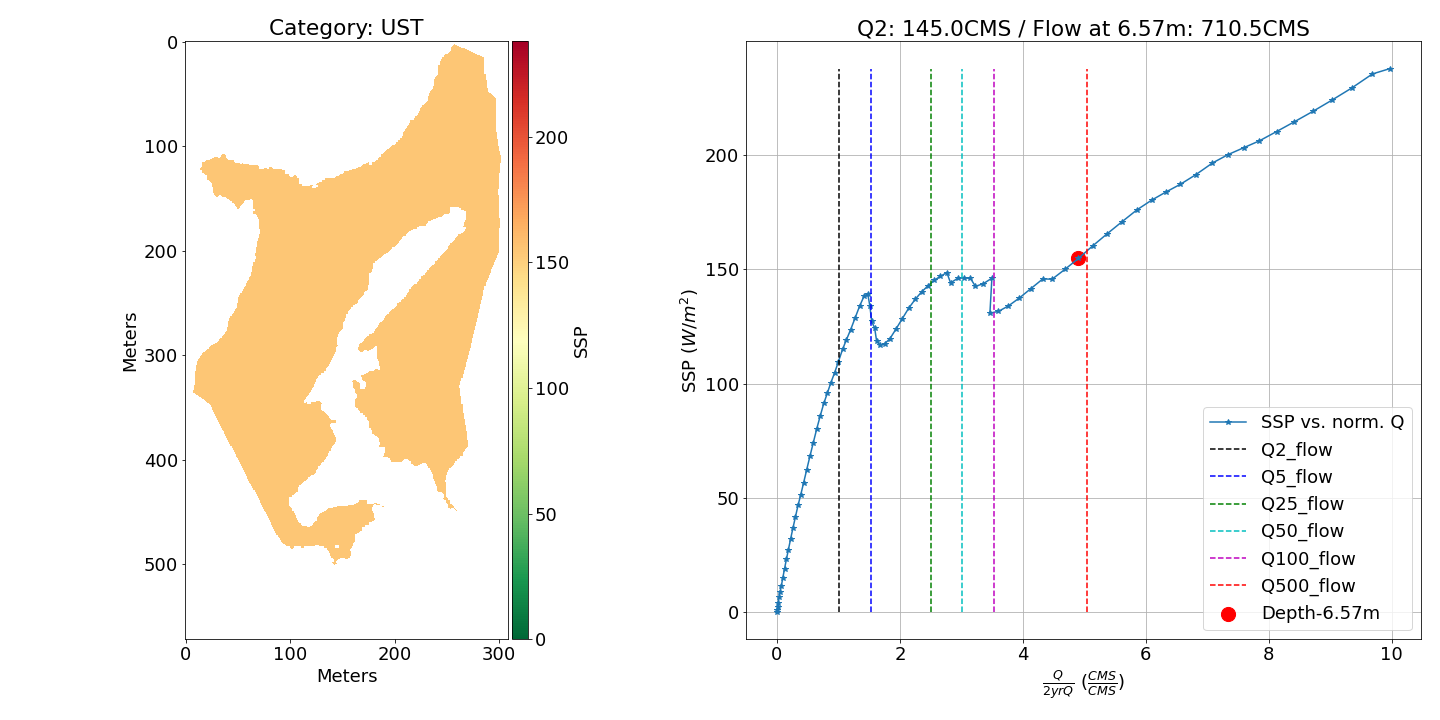 Category: UST
0
100
200
300
400
500
Meters
0
100
200
300
Meters
200
150
100
50
0
SSP
Q2: 145.0CMS / Flow at 6.57m: 710.5CMS
200
150
100
50
0
SSP (W/m²)
0
2
4
6
8
10
Q/2yrQ (CMS/CMS)
SSP vs. norm. Q
Q2_flow
Q5_flow
Q25_flow
Q50_flow
Q100_flow
Q500_flow
Depth-6.57m